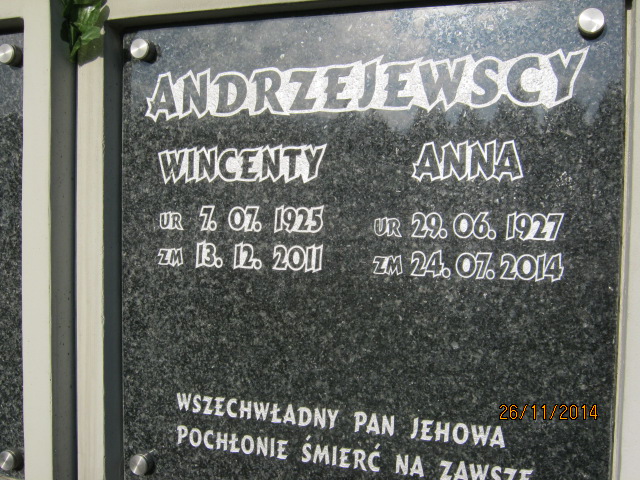 ANDRZEJEWSCY
WINCENTY ANNA
UR 7. 07. 1925 UR 29. 06. 1927
ZM 13. 12. 2011 ZM 24. 07. 2014
WSZECHWŁADNY PAN JEHOWA
POCHŁONIE ŚMIERĆ NA ZAWSZE
26/11/2014